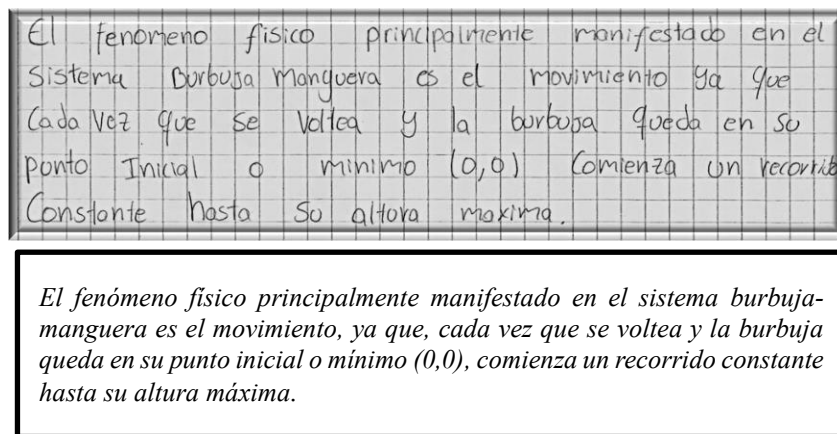 El fenomeno fisico principalmente manifestado en el
Sistema Burbuja manguera es el movimiento ya que
Cada Vez que se Voltea y la burbuja queda en su
punto Inicial o minimo (0,0) Comienza un recorrido
Constante hasta su altura maxima.
El fenómeno físico principalmente manifestado en el sistema burbuja-
manguera es el movimiento, ya que, cada vez que se voltea y la burbuja
queda en su punto inicial o mínimo (0,0), comienza un recorrido constante
hasta su altura máxima.